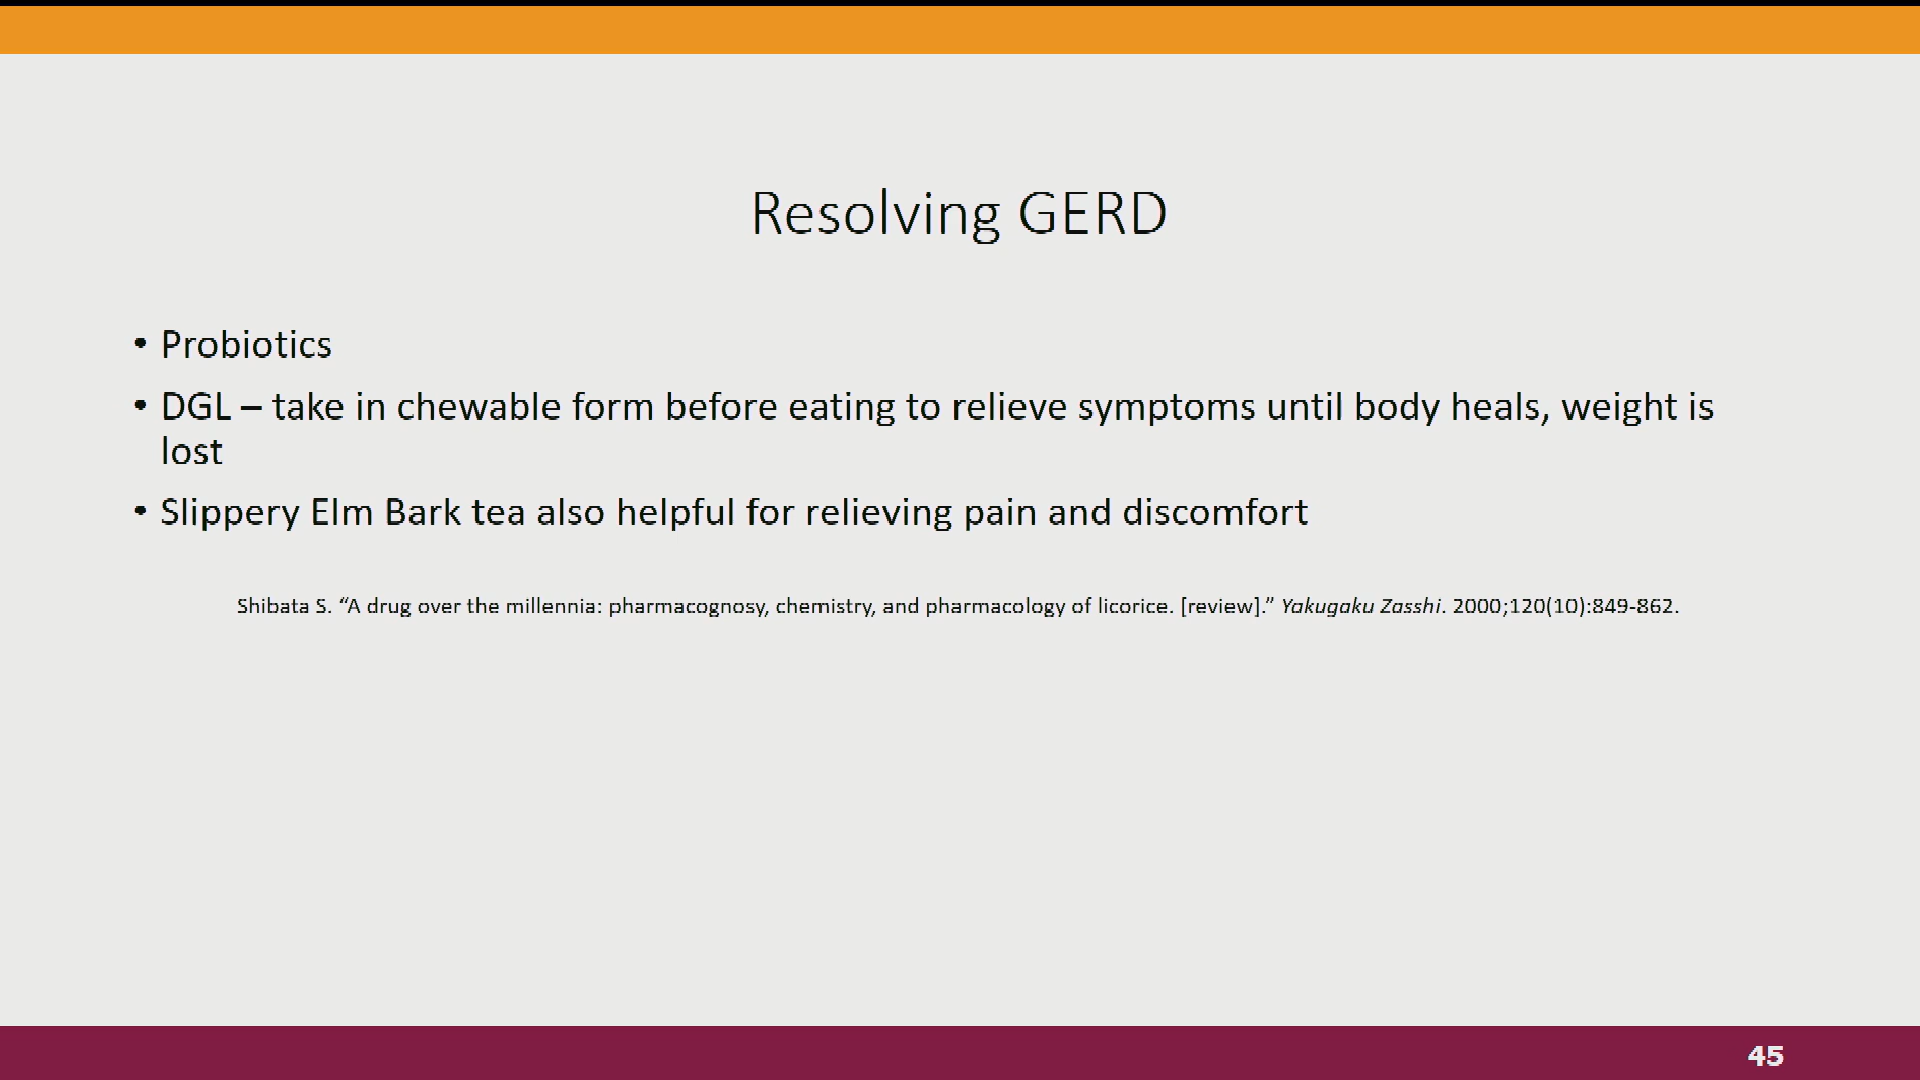 Resolving GERD
• Probiotics
• DGL – take in chewable form before eating to relieve symptoms until body heals, weight is
lost
• Slippery Elm Bark tea also helpful for relieving pain and discomfort
Shibata S. “A drug over the millennia: pharmacognosy, chemistry, and pharmacology of licorice. [review].” Yakugaku Zasshi. 2000;120(10):849-862.
45